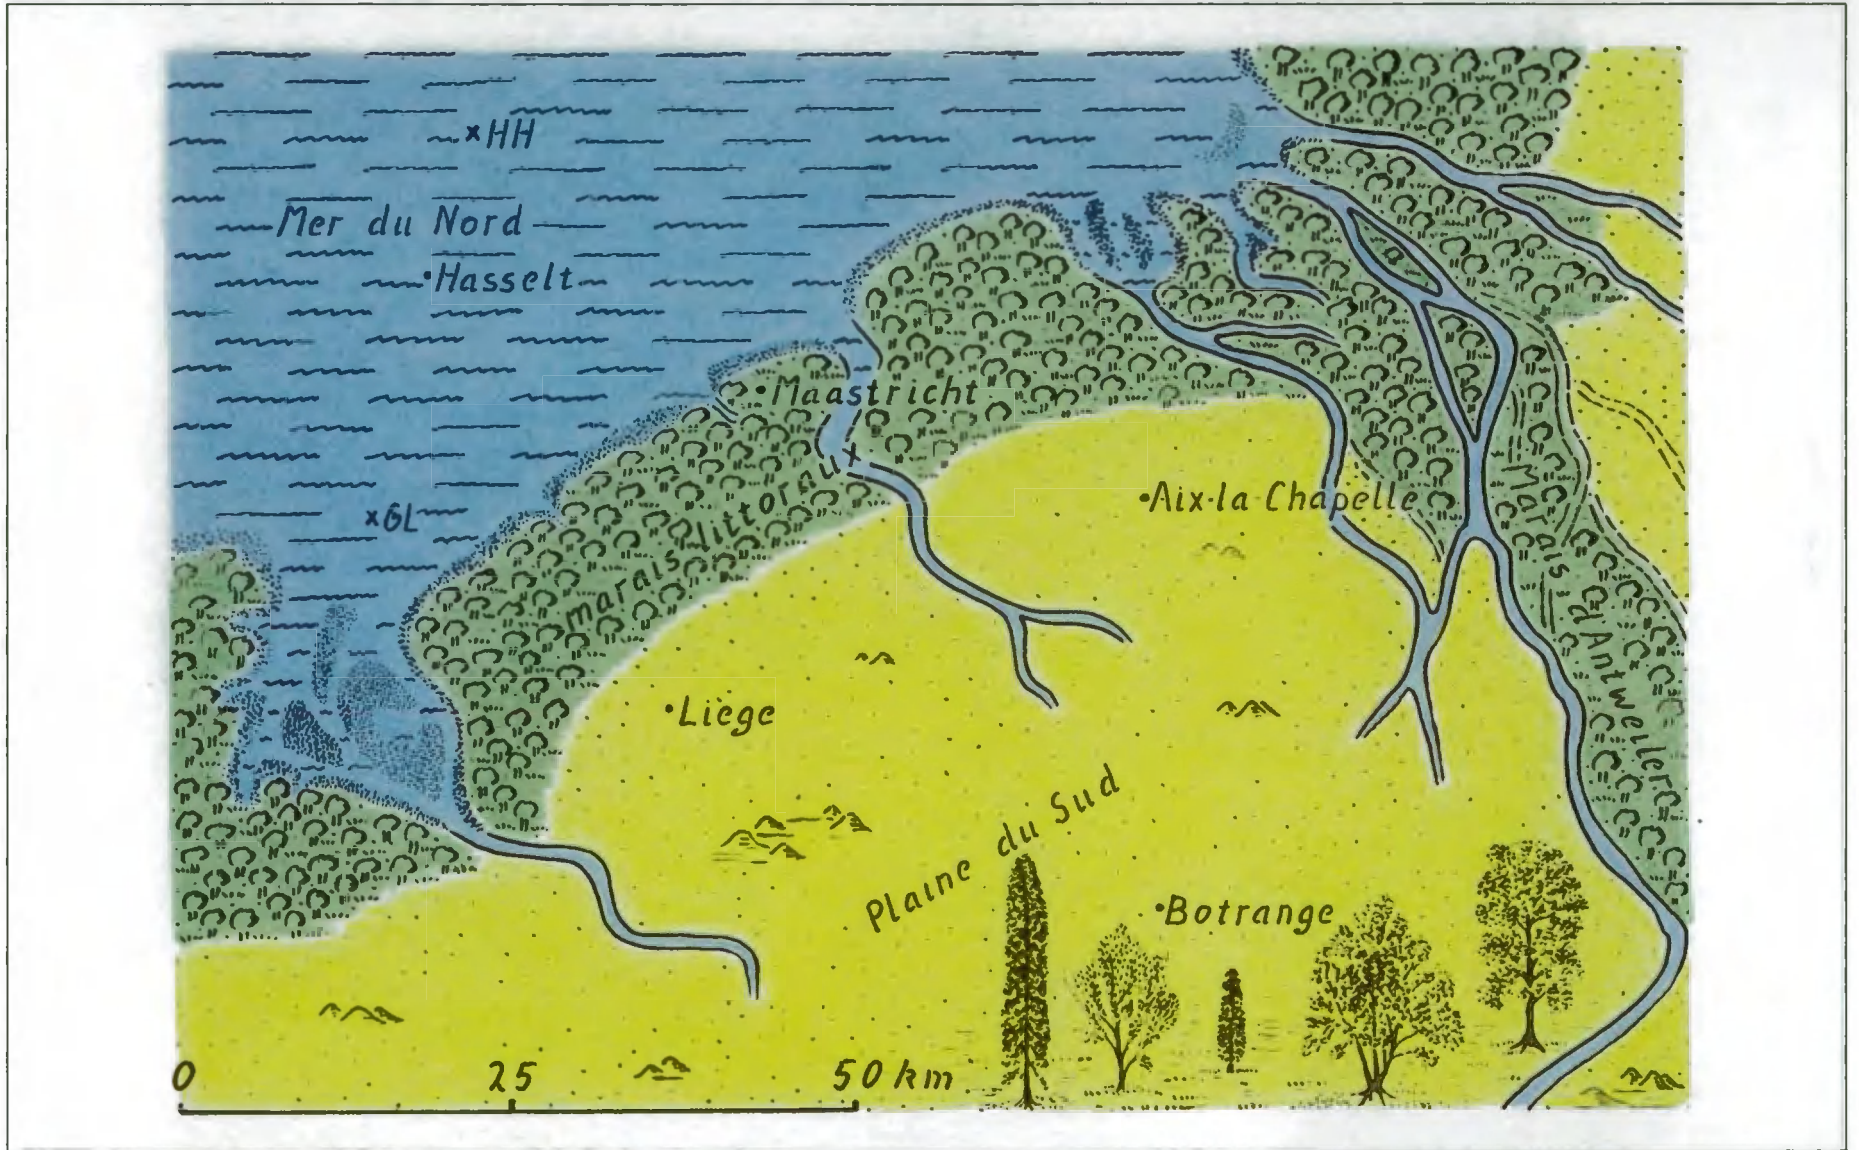 ×HH
Mer du Nord
•Hasselt
•Maastricht
×GL
•Aix-la-Chapelle
marais littoraux
Marais d'Antweiler
•Liège
Plaine du Sud
•Botrange
0 25 50 km